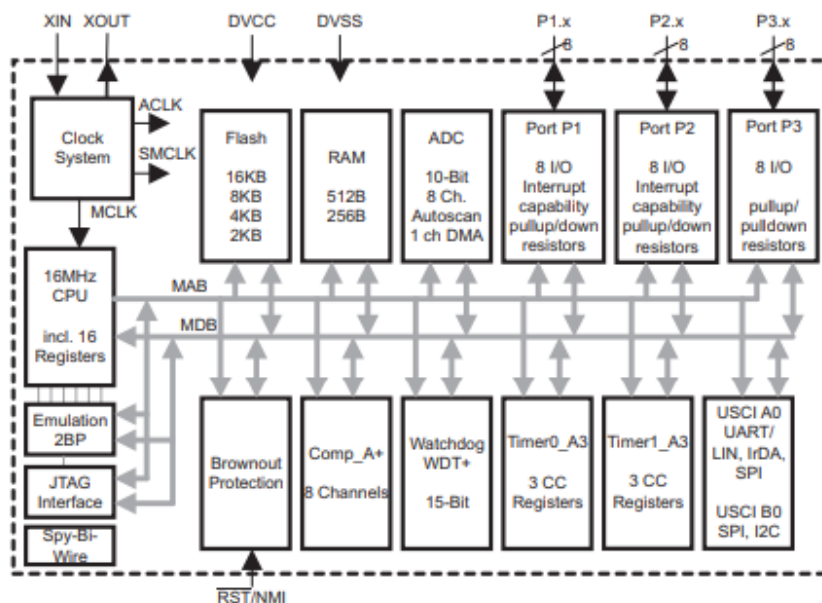 XIN XOUT DVCC DVSS P1.x P2.x P3.x
8 8 8
ACLK
Clock
System
SMCLK
MCLK
Flash
16KB
8KB
4KB
2KB
RAM
512B
256B
ADC
10-Bit
8 Ch.
Autoscan
1 ch DMA
Port P1
8 I/O
Interrupt
capability
pullup/down
resistors
Port P2
8 I/O
Interrupt
capability
pullup/down
resistors
Port P3
8 I/O
pullup/
pulldown
resistors
16MHz
CPU
incl. 16
Registers
MAB
MDB
Emulation
2BP
JTAG
Interface
Spy-Bi-
Wire
Brownout
Protection
Comp_A+
8 Channels
Watchdog
WDT+
15-Bit
Timer0_A3
3 CC
Registers
Timer1_A3
3 CC
Registers
USCI A0
UART/
LIN, IrDA,
SPI
USCI B0
SPI, I2C
RST/NMI